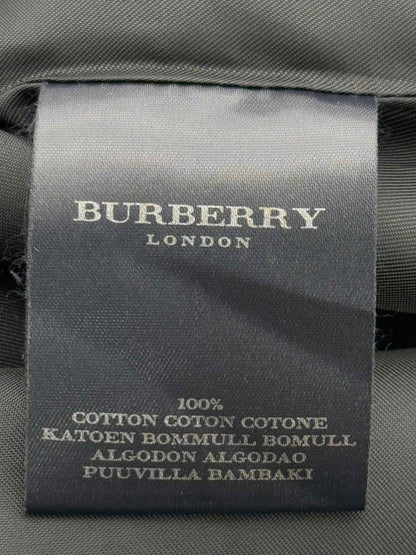 BURBERRY
LONDON
100%
COTTON COTON COTONE
KATOEN BOMMULL BOMULL
ALGODON ALGODAO
PUUVILLA BAMBAKI